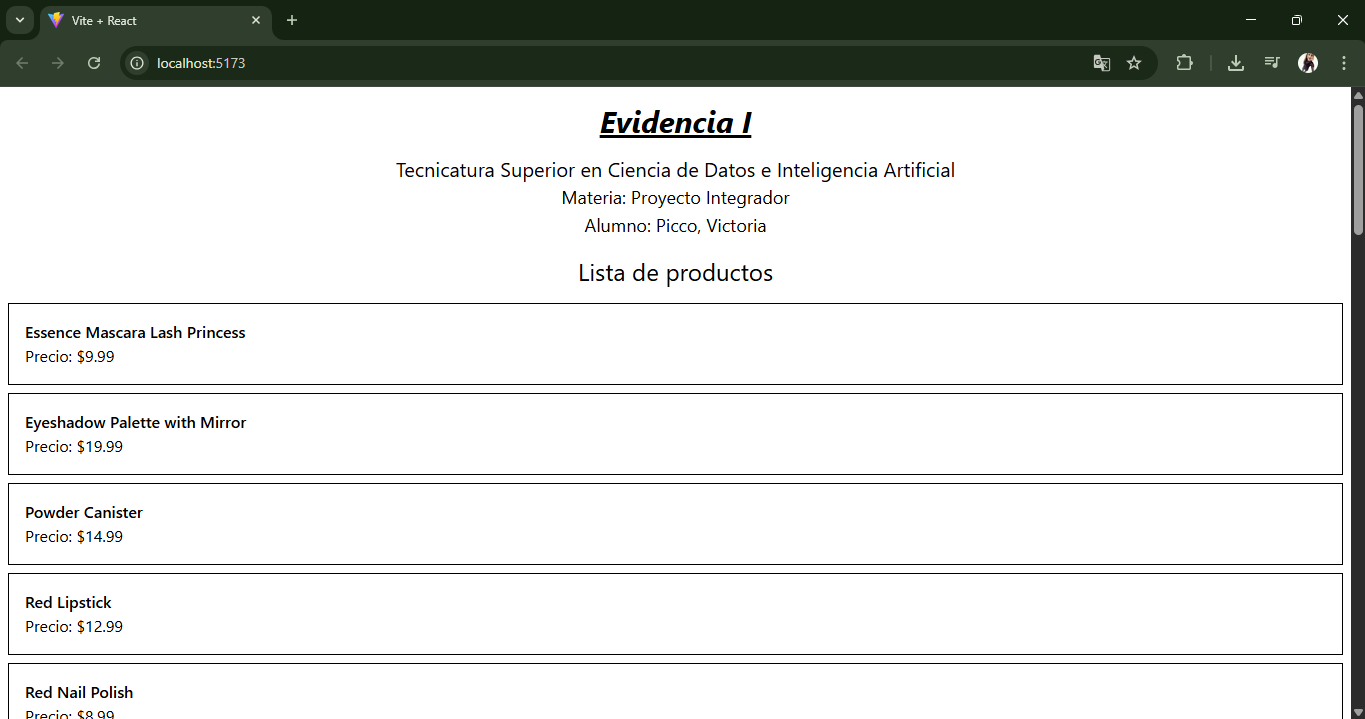 Vite + React
localhost:5173
Evidencia I
Tecnicatura Superior en Ciencia de Datos e Inteligencia Artificial
Materia: Proyecto Integrador
Alumno: Picco, Victoria
Lista de productos
Essence Mascara Lash Princess
Precio: $9.99
Eyeshadow Palette with Mirror
Precio: $19.99
Powder Canister
Precio: $14.99
Red Lipstick
Precio: $12.99
Red Nail Polish
Precio: $8.99